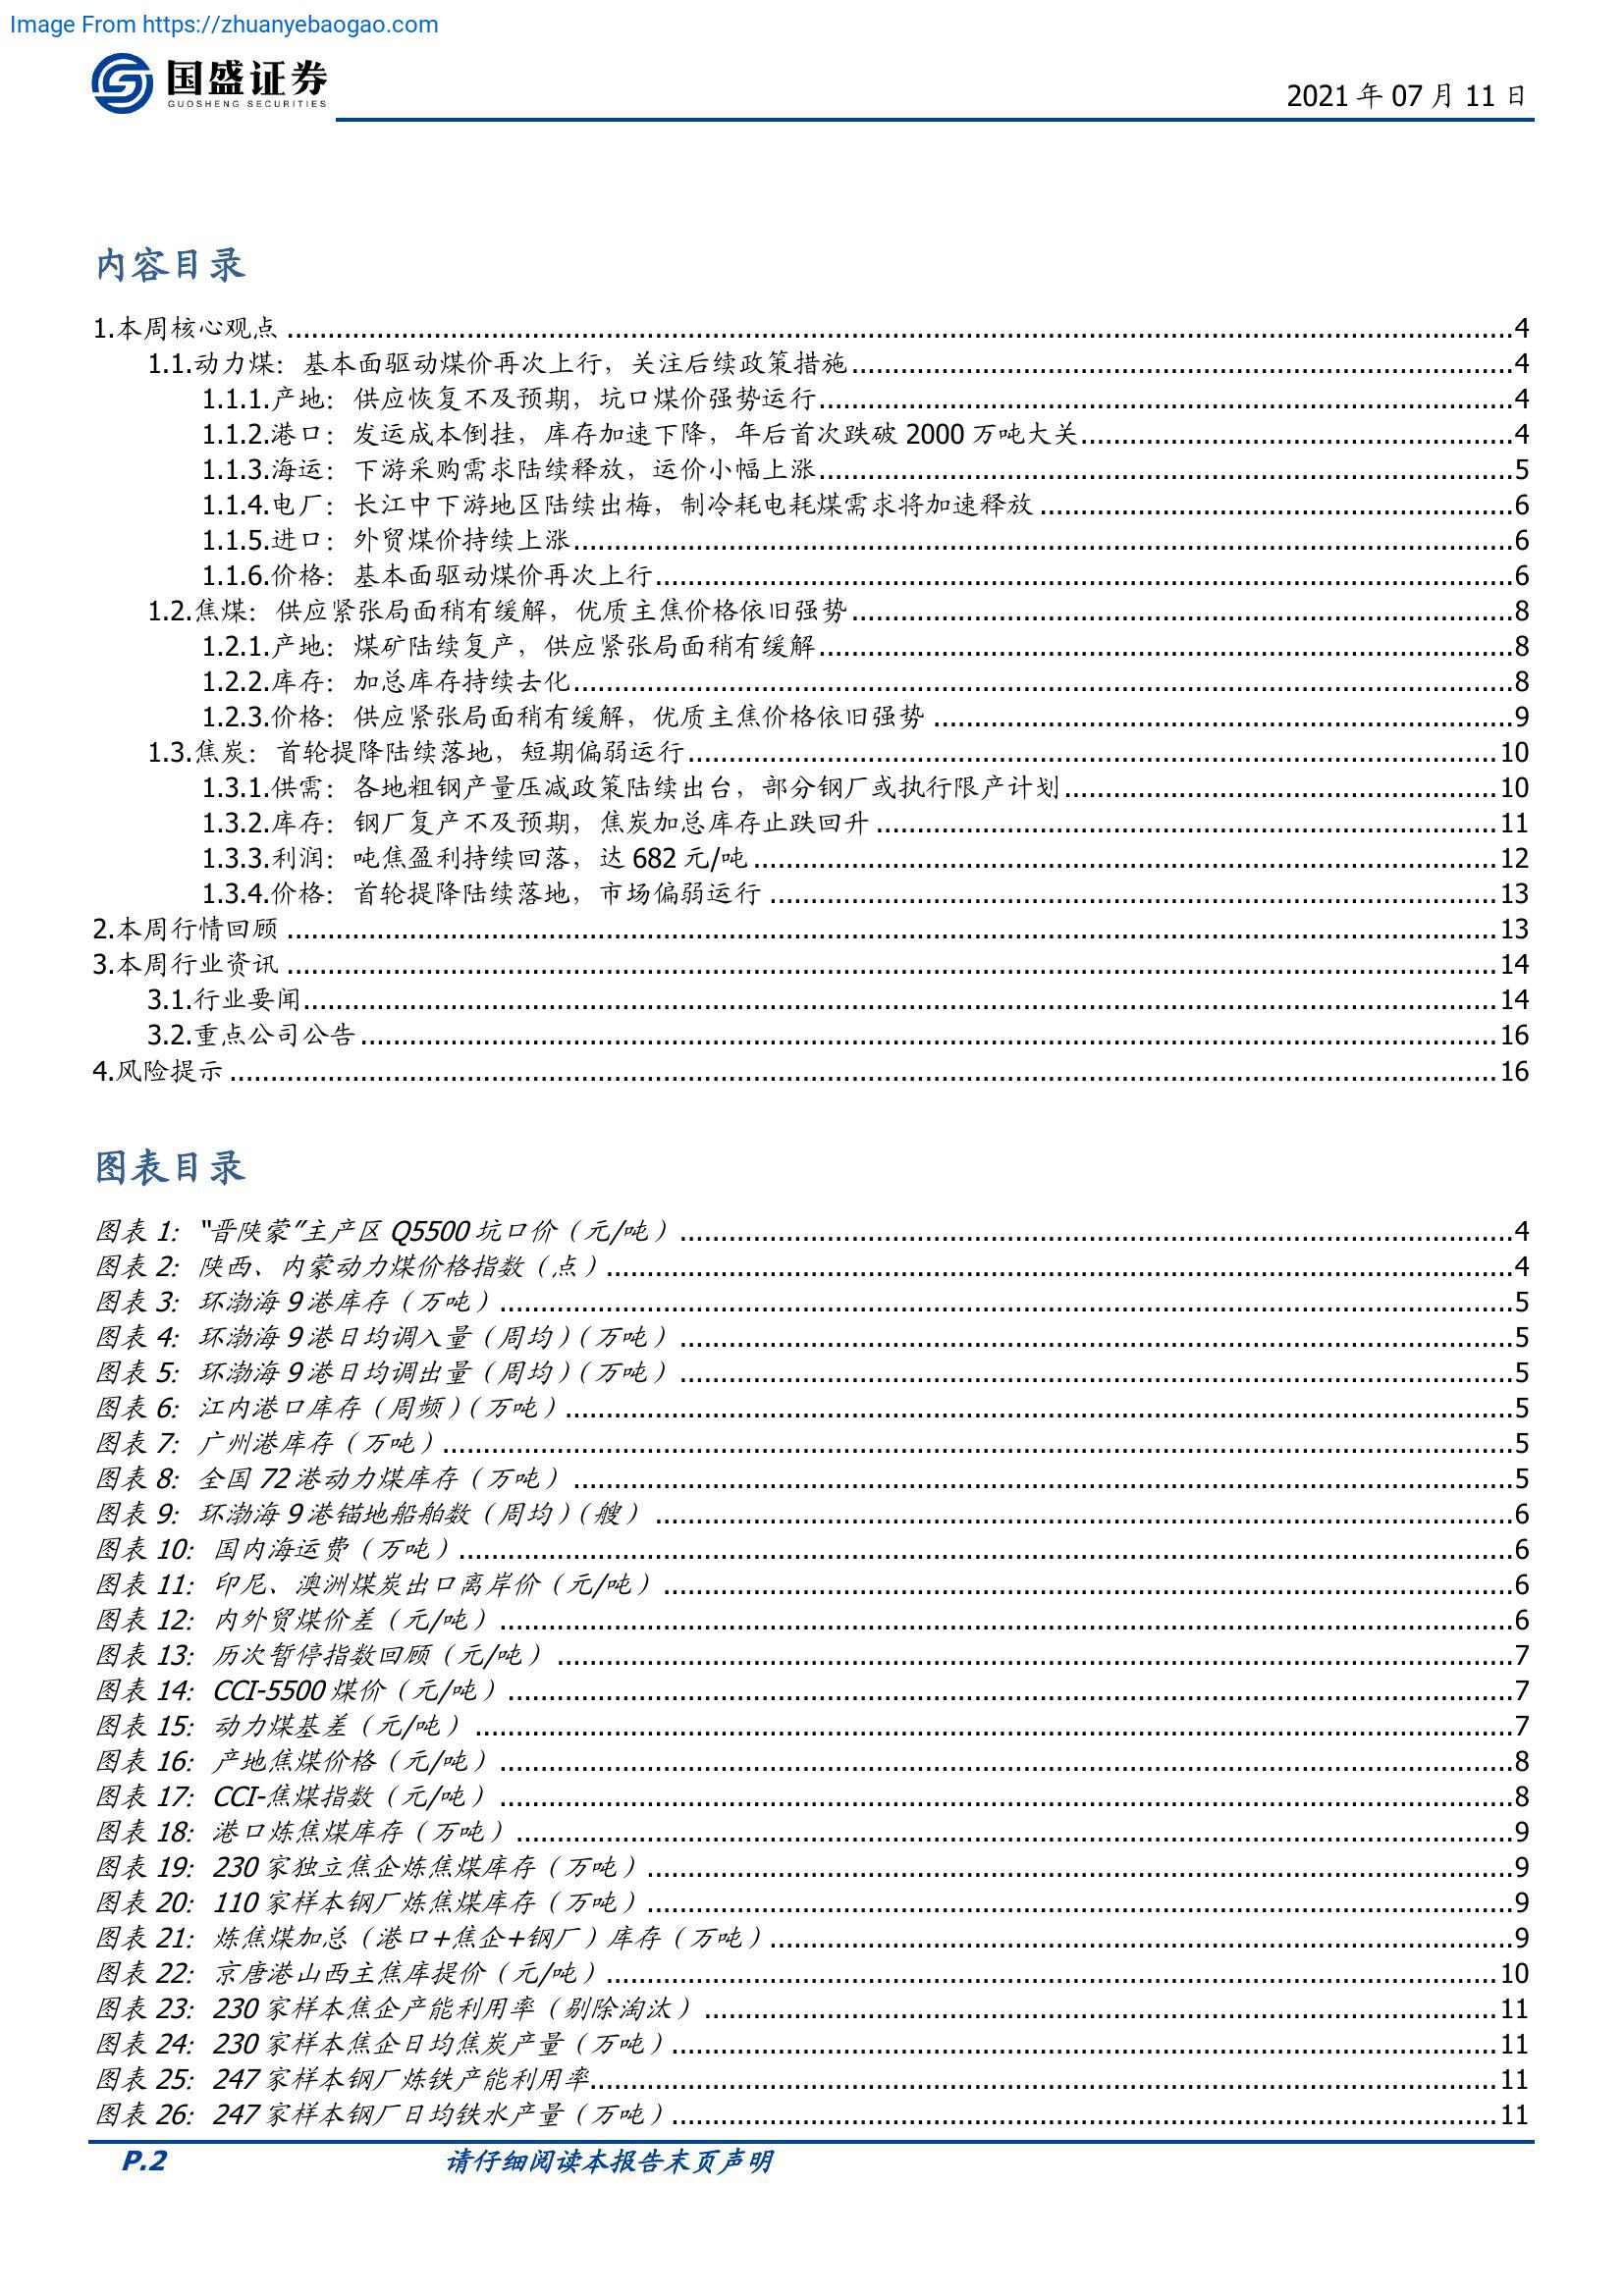 Image From https://zhuanyebaogao.com
国盛证券
GUOSHENG SECURITIES
2021 年 07 月 11 日
内容目录
1.本周核心观点 ... 4
1.1.动力煤：基本面驱动煤价再次上行，关注后续政策措施 ... 4
1.1.1.产地：供应恢复不及预期，坑口煤价强势运行 ... 4
1.1.2.港口：发运成本倒挂，库存加速下降，年后首次跌破 2000 万吨大关 ... 4
1.1.3.海运：下游采购需求陆续释放，运价小幅上涨 ... 5
1.1.4.电厂：长江中下游地区陆续出梅，制冷耗电耗煤需求将加速释放 ... 6
1.1.5.进口：外贸煤价持续上涨 ... 6
1.1.6.价格：基本面驱动煤价再次上行 ... 6
1.2.焦煤：供应紧张局面稍有缓解，优质主焦价格依旧强势 ... 8
1.2.1.产地：煤矿陆续复产，供应紧张局面稍有缓解 ... 8
1.2.2.库存：加总库存持续去化 ... 8
1.2.3.价格：供应紧张局面稍有缓解，优质主焦价格依旧强势 ... 9
1.3.焦炭：首轮提降陆续落地，短期偏弱运行 ... 10
1.3.1.供需：各地粗钢产量压减政策陆续出台，部分钢厂或执行限产计划 ... 10
1.3.2.库存：钢厂复产不及预期，焦炭加总库存止跌回升 ... 11
1.3.3.利润：吨焦盈利持续回落，达 682 元/吨 ... 12
1.3.4.价格：首轮提降陆续落地，市场偏弱运行 ... 13
2.本周行情回顾 ... 13
3.本周行业资讯 ... 14
3.1.行业要闻 ... 14
3.2.重点公司公告 ... 16
4.风险提示 ... 16
图表目录
图表 1："晋陕蒙"主产区 Q5500 坑口价（元/吨） ... 4
图表 2：陕西、内蒙动力煤价格指数（点） ... 4
图表 3：环渤海 9 港库存（万吨） ... 5
图表 4：环渤海 9 港日均调入量（周均）（万吨） ... 5
图表 5：环渤海 9 港日均调出量（周均）（万吨） ... 5
图表 6：江内港口库存（周频）（万吨） ... 5
图表 7：广州港库存（万吨） ... 5
图表 8：全国 72 港动力煤库存（万吨） ... 5
图表 9：环渤海 9 港锚地船舶数（周均）（艘） ... 6
图表 10：国内海运费（万吨） ... 6
图表 11：印尼、澳洲煤炭出口离岸价（元/吨） ... 6
图表 12：内外贸煤价差（元/吨） ... 6
图表 13：历次暂停指数回顾（元/吨） ... 7
图表 14：CCI-5500 煤价（元/吨） ... 7
图表 15：动力煤基差（元/吨） ... 7
图表 16：产地焦煤价格（元/吨） ... 8
图表 17：CCI-焦煤指数（元/吨） ... 8
图表 18：港口炼焦煤库存（万吨） ... 9
图表 19：230 家独立焦企炼焦煤库存（万吨） ... 9
图表 20：110 家样本钢厂炼焦煤库存（万吨） ... 9
图表 21：炼焦煤加总（港口+焦企+钢厂）库存（万吨） ... 9
图表 22：京唐港山西主焦库提价（元/吨） ... 10
图表 23：230 家样本焦企产能利用率（剔除淘汰） ... 11
图表 24：230 家样本焦企日均焦炭产量（万吨） ... 11
图表 25：247 家样本钢厂炼铁产能利用率 ... 11
图表 26：247 家样本钢厂日均铁水产量（万吨） ... 11
P.2 请仔细阅读本报告末页声明